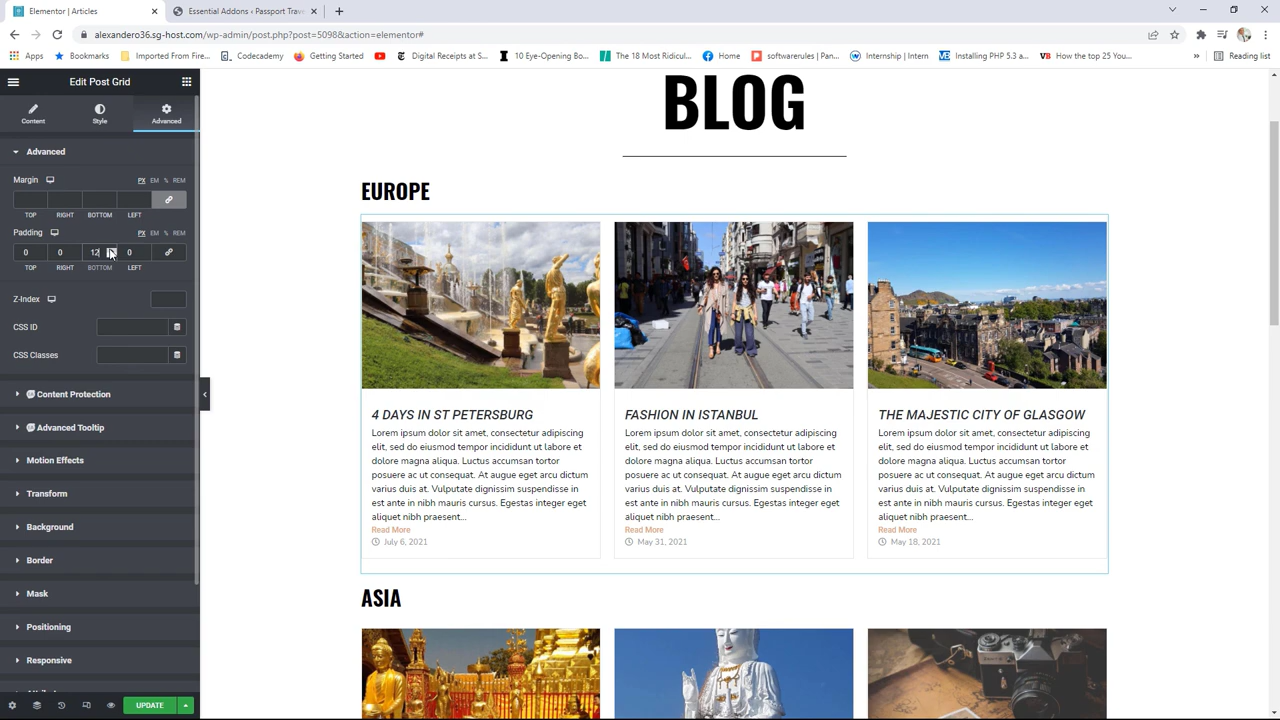 Elementor | Articles
Essential Addons ‹ Passport Trave
alexandero36.sg-host.com/wp-admin/post.php?post=5098&action=elementor#
Apps
Bookmarks
Imported From Fire...
Codecademy
Getting Started
Digital Receipts at S...
10 Eye-Opening Bo...
The 18 Most Ridicul...
Home
softwarerules | Pan...
Internship | Intern
Installing PHP 5.3 a...
How the top 25 You...
»
Reading list
Edit Post Grid
Content
Style
Advanced
Advanced
Margin
PX EM % REM
TOP RIGHT BOTTOM LEFT
Padding
PX EM % REM
0 0 12 0
TOP RIGHT BOTTOM LEFT
Z-Index
CSS ID
CSS Classes
Content Protection
Advanced Tooltip
Motion Effects
Transform
Background
Border
Mask
Positioning
Responsive
UPDATE
BLOG
EUROPE
4 DAYS IN ST PETERSBURG
Lorem ipsum dolor sit amet, consectetur adipiscing
elit, sed do eiusmod tempor incididunt ut labore et
dolore magna aliqua. Luctus accumsan tortor
posuere ac ut consequat. At augue eget arcu dictum
varius duis at. Vulputate dignissim suspendisse in
est ante in nibh mauris cursus. Egestas integer eget
aliquet nibh praesent...
Read More
July 6, 2021
FASHION IN ISTANBUL
Lorem ipsum dolor sit amet, consectetur adipiscing
elit, sed do eiusmod tempor incididunt ut labore et
dolore magna aliqua. Luctus accumsan tortor
posuere ac ut consequat. At augue eget arcu dictum
varius duis at. Vulputate dignissim suspendisse in
est ante in nibh mauris cursus. Egestas integer eget
aliquet nibh praesent...
Read More
May 31, 2021
THE MAJESTIC CITY OF GLASGOW
Lorem ipsum dolor sit amet, consectetur adipiscing
elit, sed do eiusmod tempor incididunt ut labore et
dolore magna aliqua. Luctus accumsan tortor
posuere ac ut consequat. At augue eget arcu dictum
varius duis at. Vulputate dignissim suspendisse in
est ante in nibh mauris cursus. Egestas integer eget
aliquet nibh praesent...
Read More
May 18, 2021
ASIA